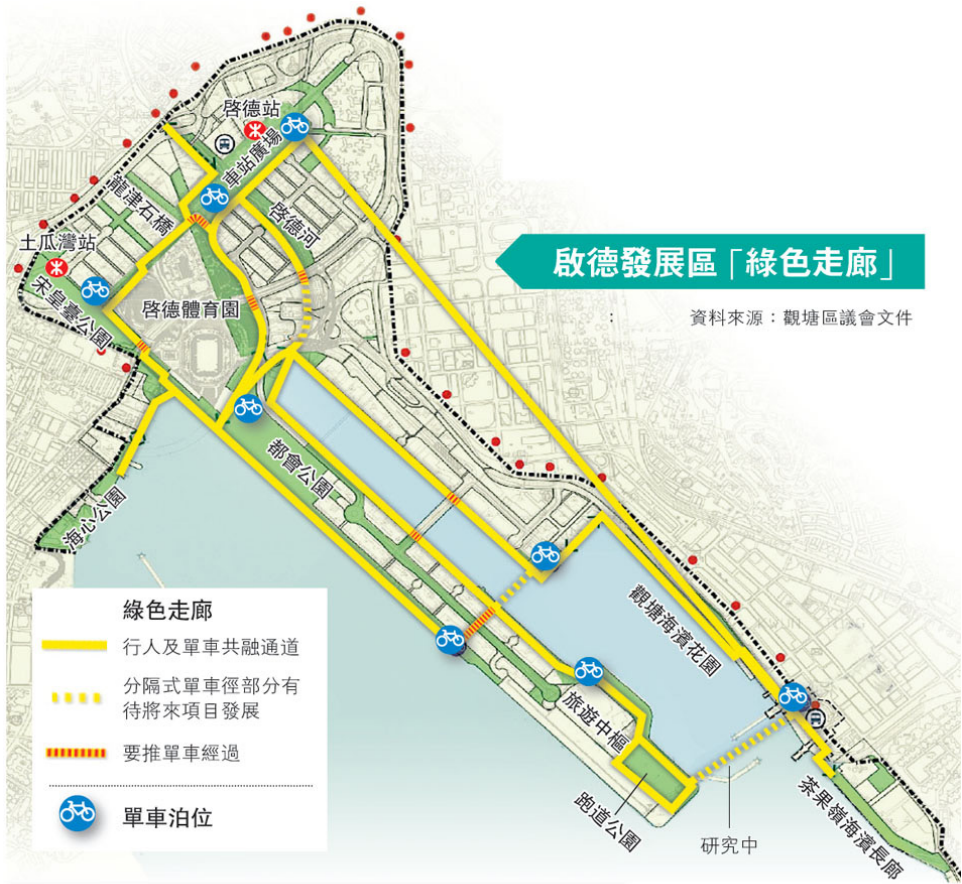 啟德發展區「綠色走廊」
：
資料來源：觀塘區議會文件
啓德站
車站廣場
龍津石橋
啓德河
土瓜灣站
宋皇臺公園
啓德體育園
都會公園
海心公園
觀塘海濱花園
旅遊中樞
跑道公園
研究中
茶果嶺海濱長廊
綠色走廊
行人及單車共融通道
分隔式單車徑部分有
待將來項目發展
要推單車經過
單車泊位